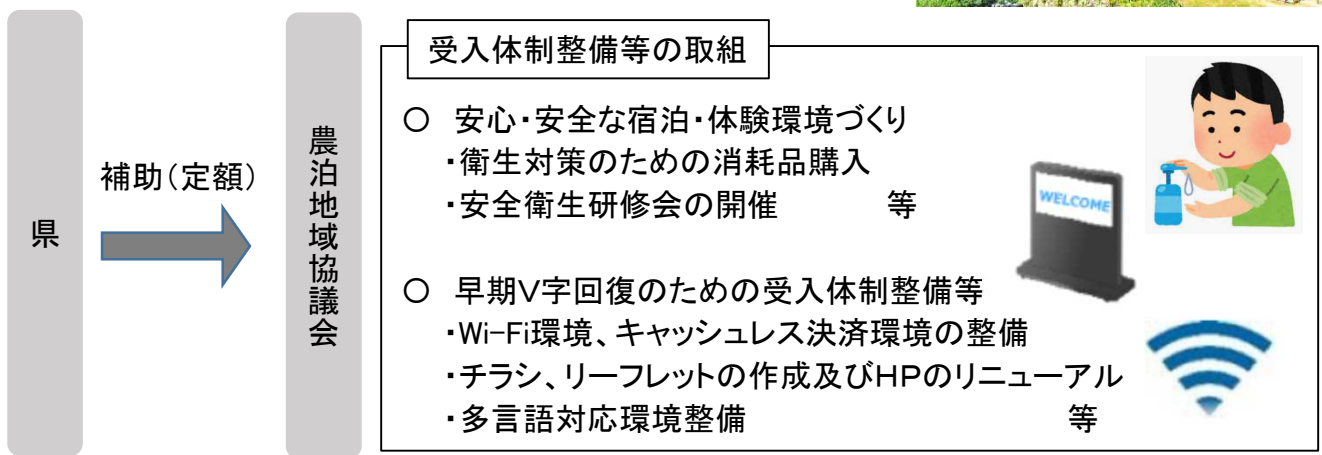 県
補助(定額)
農泊地域協議会
受入体制整備等の取組
○ 安心・安全な宿泊・体験環境づくり
・衛生対策のための消耗品購入
・安全衛生研修会の開催 等
○ 早期V字回復のための受入体制整備等
・Wi-Fi環境、キャッシュレス決済環境の整備
・チラシ、リーフレットの作成及びHPのリニューアル
・多言語対応環境整備 等
WELCOME